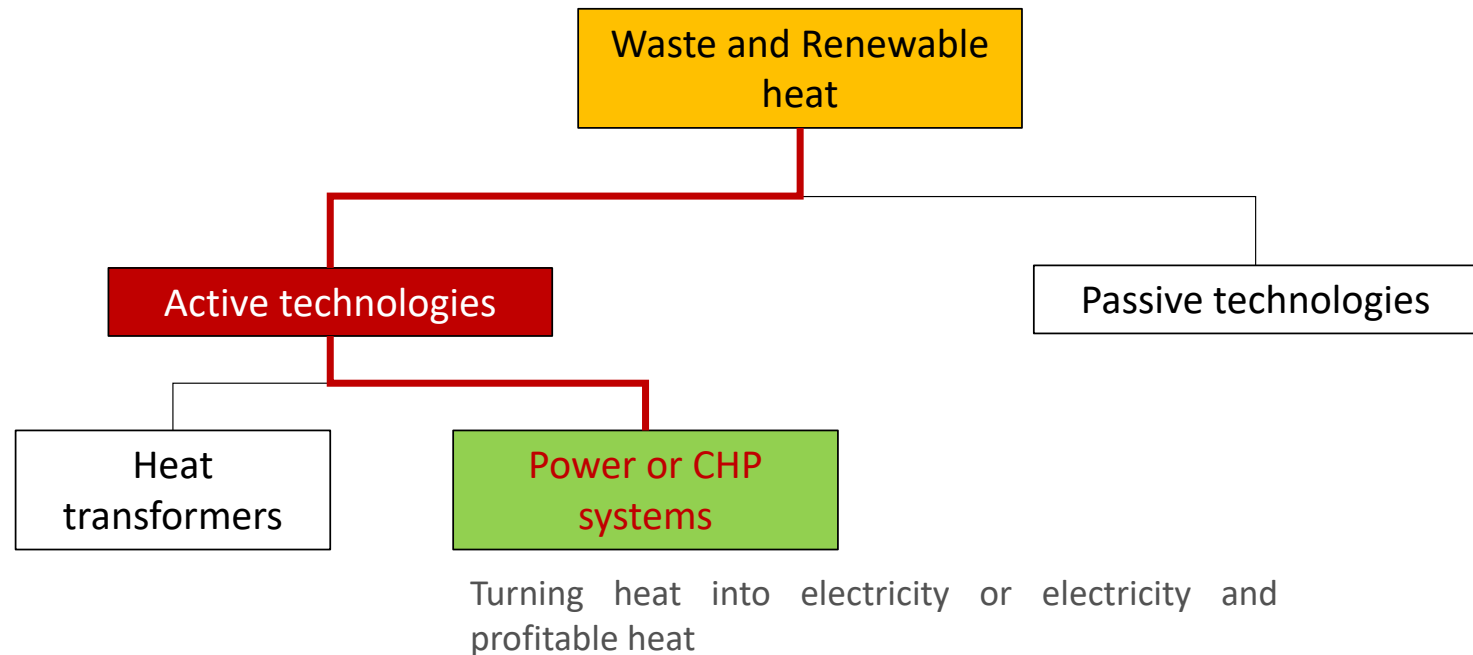 Waste and Renewable
heat
Active technologies
Passive technologies
Heat
transformers
Power or CHP
systems
Turning heat into electricity or electricity and
profitable heat